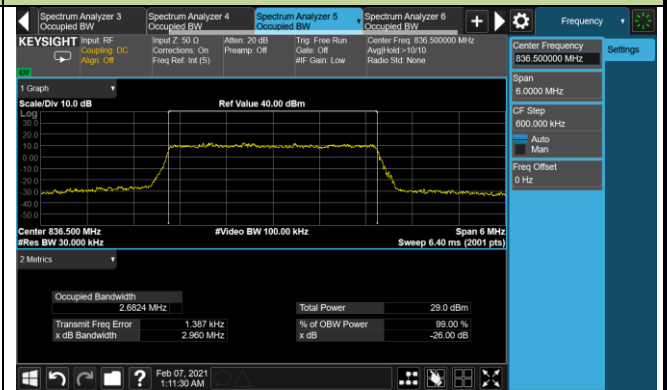 Spectrum Analyzer 3
Occupied BW
Spectrum Analyzer 4
Occupied BW
Spectrum Analyzer 5
Occupied BW
Spectrum Analyzer 6
Occupied BW
Frequency
KEYSIGHT
Input: RF
Coupling: DC
Align: Off
Input Z: 50 Ω
Corrections: On
Freq Ref: Int (S)
Atten: 20 dB
Preamp: Off
Trig: Free Run
Gate: Off
#IF Gain: Low
Center Freq: 836.500000 MHz
Avg|Hold:>10/10
Radio Std: None
LXI
Center Frequency
836.500000 MHz
Settings
Span
6.0000 MHz
CF Step
600.000 kHz
Auto
Man
Freq Offset
0 Hz
1 Graph
Scale/Div 10.0 dB
Ref Value 40.00 dBm
Log
30.0
20.0
10.0
0.00
-10.0
-20.0
-30.0
-40.0
-50.0
Center 836.500 MHz
#Video BW 100.00 kHz
Span 6 MHz
#Res BW 30.000 kHz
Sweep 6.40 ms (2001 pts)
2 Metrics
Occupied Bandwidth
2.6824 MHz
Total Power
29.0 dBm
Transmit Freq Error
1.387 kHz
% of OBW Power
99.00 %
x dB Bandwidth
2.960 MHz
x dB
-26.00 dB
Feb 07, 2021
1:11:30 AM